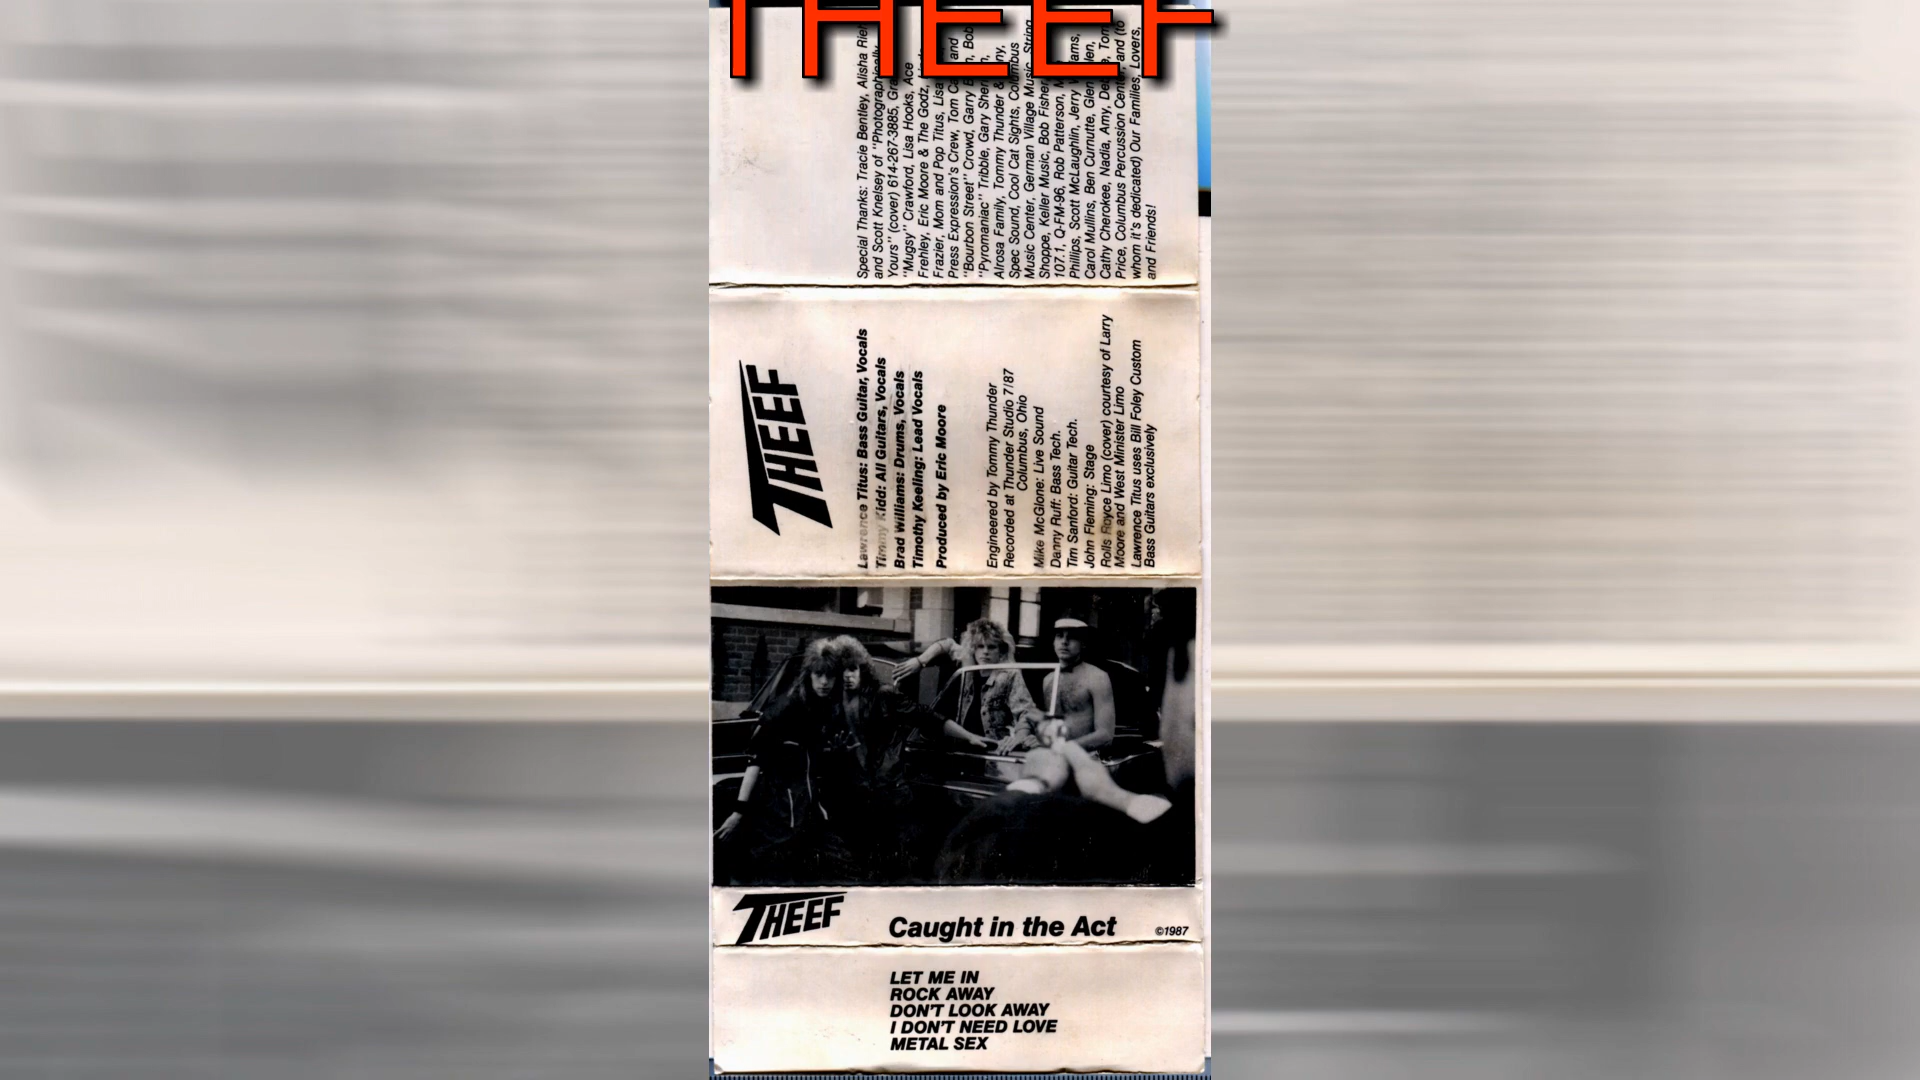 THEEF
Special Thanks: Tracie Bentley, Alisha
and Scott Knelsey of "Photographically
Yours" (cover) 614-267-3885,
"Mugsy" Crawford, Lisa Hooks, Ace
Frehley, Eric Moore & The Godz,
Frazier, Mom and Pop Titus, Lisa
Press Expression's Crew, Tom and
"Bourbon Street" Crowd, Garry Bob
"Pyromaniac" Tribble, Gary
Alrosa Family, Tommy Thunder &
Spec Sound, Cool Cat Sights, Columbus
Music Center, German Village Music, String
Shoppe, Keller Music, Bob Fisher
107.1, Q-FM-96, Rob Patterson,
Phillips, Scott McLaughlin, Jerry
Carol Mullins, Ben Curnutte, Glen
Cathy Cherokee, Nadia, Amy, Tom
Price, Columbus Percussion Center, and (to
whom it's dedicated) Our Families, Lovers,
and Friends!
THEEF
Lawrence Titus: Bass Guitar, Vocals
Timmy Kidd: All Guitars, Vocals
Brad Williams: Drums, Vocals
Timothy Keeling: Lead Vocals
Produced by Eric Moore
Engineered by Tommy Thunder
Recorded at Thunder Studio 7/87
Columbus, Ohio
Mike McGlone: Live Sound
Danny Ruff: Bass Tech.
Tim Sanford: Guitar Tech.
John Fleming: Stage
Rolls Royce Limo (cover) courtesy of Larry
Moore and West Minister Limo
Lawrence Titus uses Bill Foley Custom
Bass Guitars exclusively
THEEF
Caught in the Act
©1987
LET ME IN
ROCK AWAY
DON'T LOOK AWAY
I DON'T NEED LOVE
METAL SEX